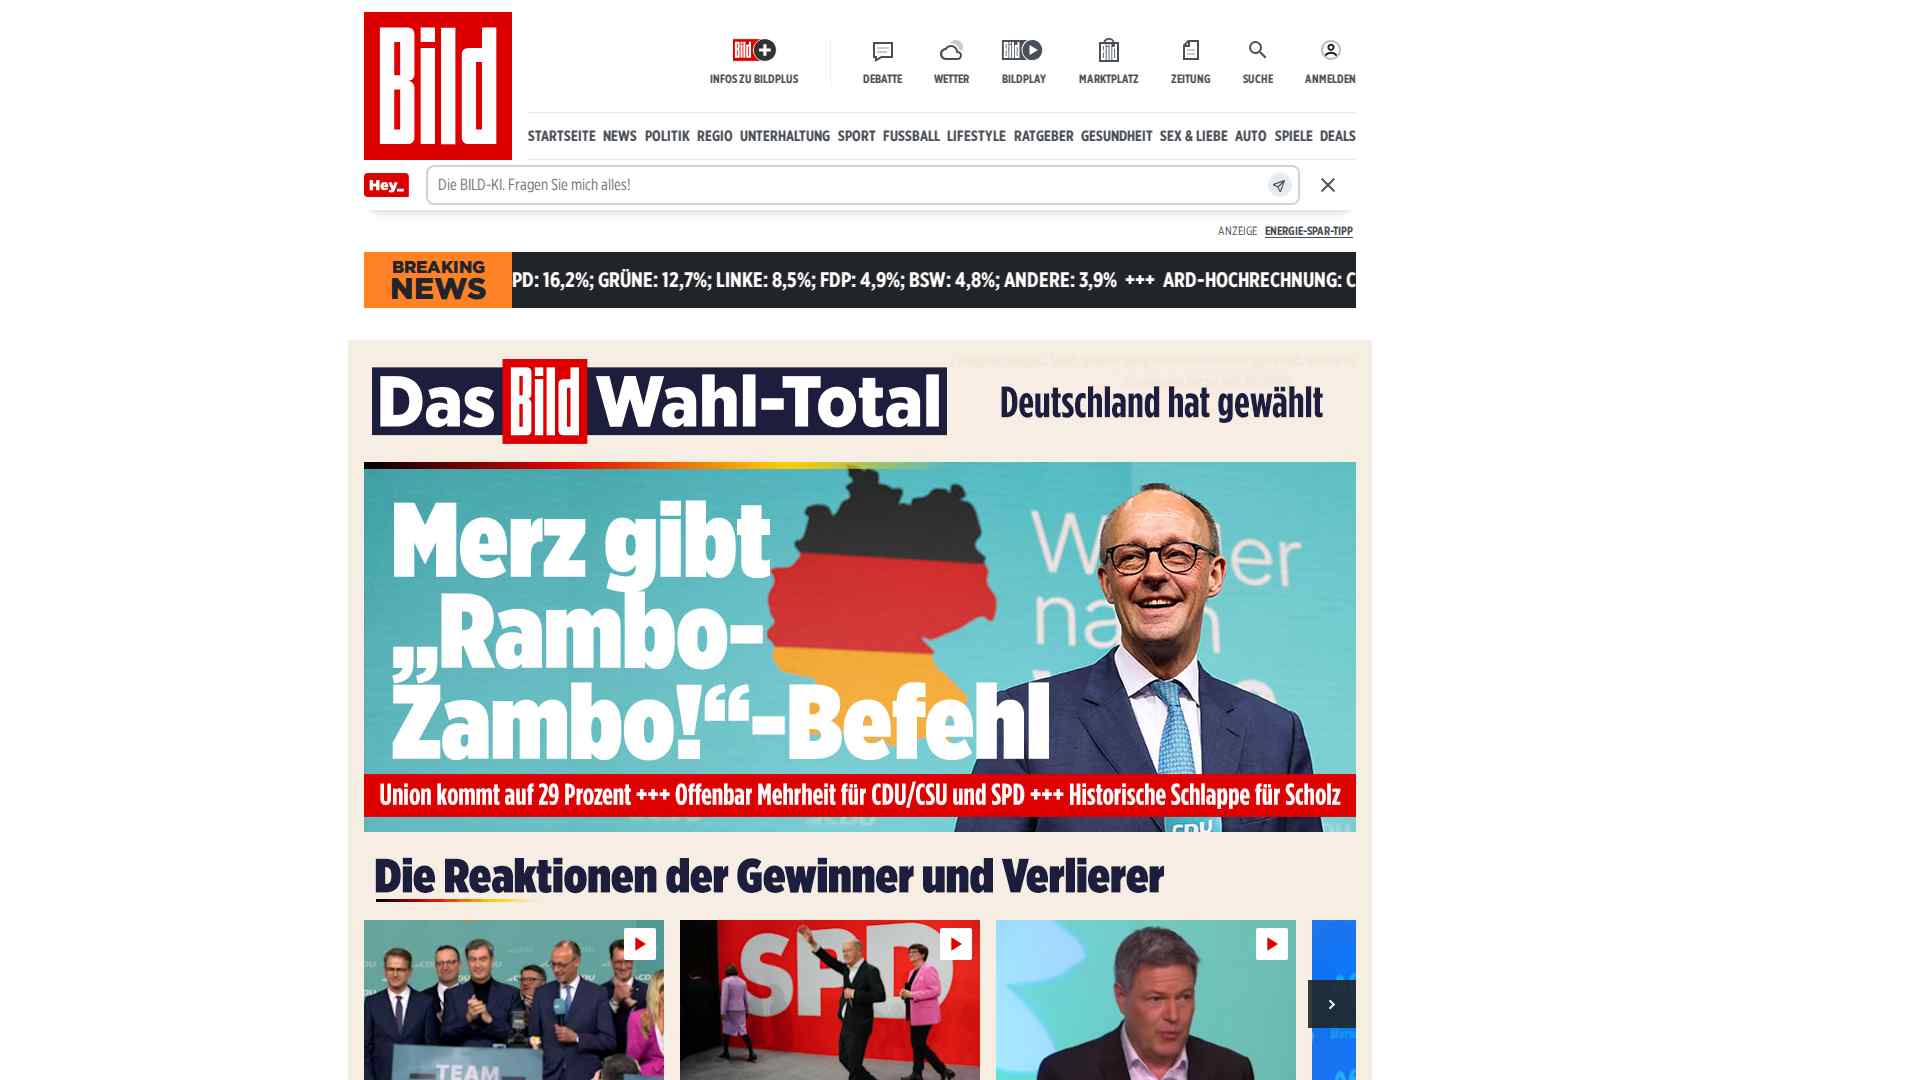 Bild
INFOS ZU BILDPLUS
DEBATTE
WETTER
BILDPLAY
MARKTPLATZ
ZEITUNG
SUCHE
ANMELDEN
STARTSEITE NEWS POLITIK REGIO UNTERHALTUNG SPORT FUSSBALL LIFESTYLE RATGEBER GESUNDHEIT SEX & LIEBE AUTO SPIELE DEALS
Hey_
Die BILD-KI. Fragen Sie mich alles!
ANZEIGE ENERGIE-SPAR-TIPP
BREAKING
NEWS
PD: 16,2%; GRÜNE: 12,7%; LINKE: 8,5%; FDP: 4,9%; BSW: 4,8%; ANDERE: 3,9% +++ ARD-HOCHRECHNUNG: C
Das Bild Wahl-Total
Deutschland hat gewählt
Merz gibt
„Rambo-
Zambo!“-Befehl
Union kommt auf 29 Prozent +++ Offenbar Mehrheit für CDU/CSU und SPD +++ Historische Schlappe für Scholz
CDU
Die Reaktionen der Gewinner und Verlierer
SPD
TEAM